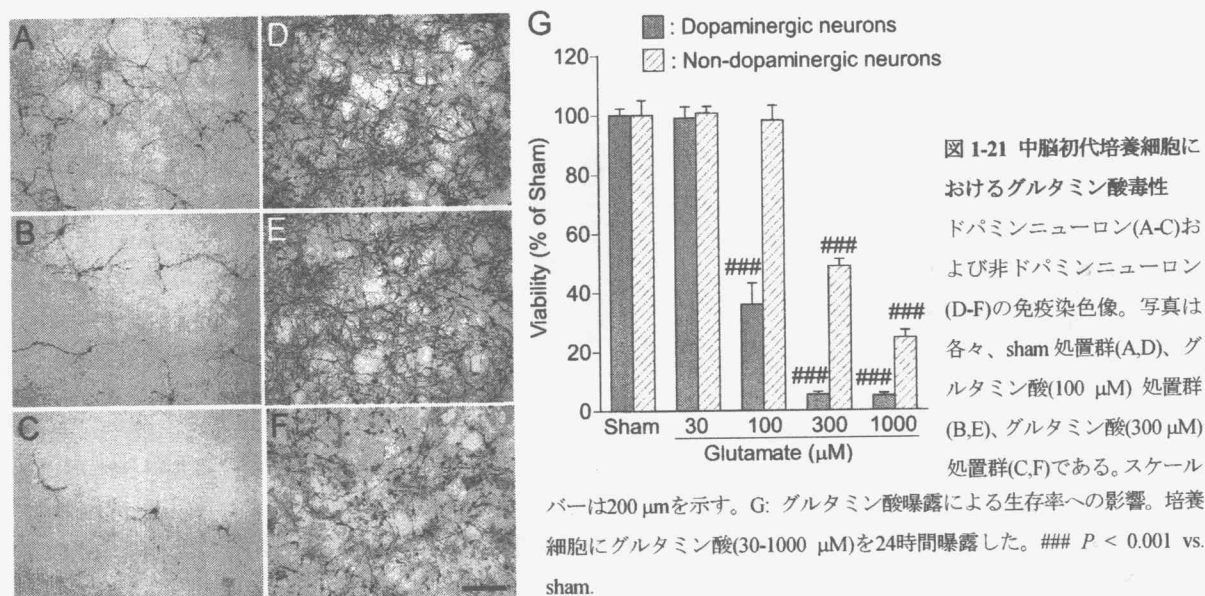 A
D
B
E
C
F
G
: Dopaminergic neurons
: Non-dopaminergic neurons
Viability (% of Sham)
120
100
80
60
40
20
0
###
###
###
###
###
Sham
30
100
300
1000
Glutamate (µM)
図 1-21 中脳初代培養細胞に
おけるグルタミン酸毒性
ドパミンニューロン(A-C)お
よび非ドパミンニューロン
(D-F)の免疫染色像。写真は
各々、sham 処置群(A,D)、グ
ルタミン酸(100 µM) 処置群
(B,E)、グルタミン酸(300 µM)
処置群(C,F)である。スケール
バーは200 µmを示す。G: グルタミン酸曝露による生存率への影響。培養
細胞にグルタミン酸(30-1000 µM)を24時間曝露した。### P < 0.001 vs.
sham.